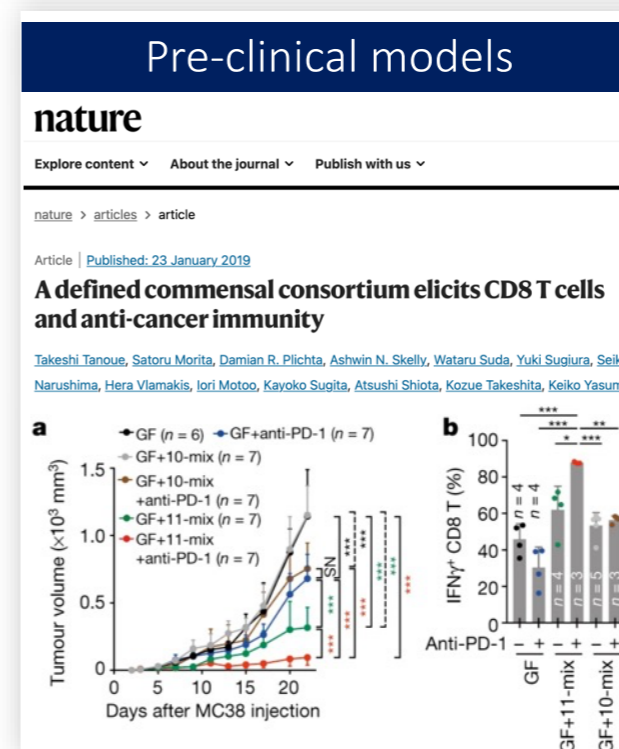 Pre-clinical models
nature
Explore content About the journal Publish with us
nature > articles > article
Article | Published: 23 January 2019
A defined commensal consortium elicits CD8 T cells
and anti-cancer immunity
Takeshi Tanoue, Satoru Morita, Damian R. Plichta, Ashwin N. Skelly, Wataru Suda, Yuki Sugiura, Seik
Narushima, Hera Vlamakis, Iori Motoo, Kayoko Sugita, Atsushi Shiota, Kozue Takeshita, Keiko Yasum
a
GF (n = 6) GF+anti-PD-1 (n = 7)
GF+10-mix (n = 7)
GF+10-mix
+anti-PD-1 (n = 7)
GF+11-mix (n = 7)
GF+11-mix
+anti-PD-1 (n = 7)
Tumour volume (×10³ mm³)
1.5
1.0
0.5
0
0 5 10 15 20
Days after MC38 injection
NS
***
***
***
***
***
***
***
***
***
b
***
*** **
* ***
IFNγ⁺ CD8 T (%)
100
80
60
40
20
0
n = 4
n = 4
n = 4
n = 3
n = 5
n = 3
Anti-PD-1 − + − + − +
GF
GF+11-mix
GF+10-mix